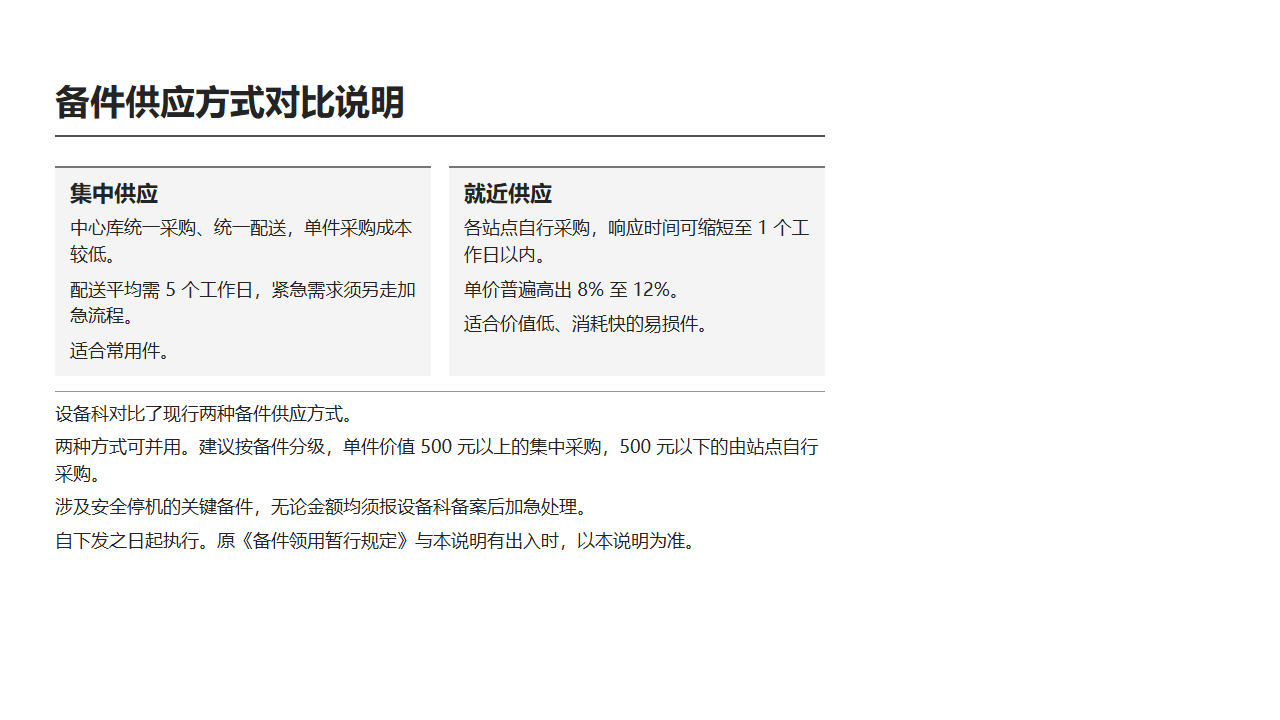 备件供应方式对比说明
集中供应
中心库统一采购、统一配送，单件采购成本
较低。
配送平均需 5 个工作日，紧急需求须另走加
急流程。
适合常用件。
就近供应
各站点自行采购，响应时间可缩短至 1 个工
作日以内。
单价普遍高出 8% 至 12%。
适合价值低、消耗快的易损件。
设备科对比了现行两种备件供应方式。
两种方式可并用。建议按备件分级，单件价值 500 元以上的集中采购，500 元以下的由站点自行
采购。
涉及安全停机的关键备件，无论金额均须报设备科备案后加急处理。
自下发之日起执行。原《备件领用暂行规定》与本说明有出入时，以本说明为准。